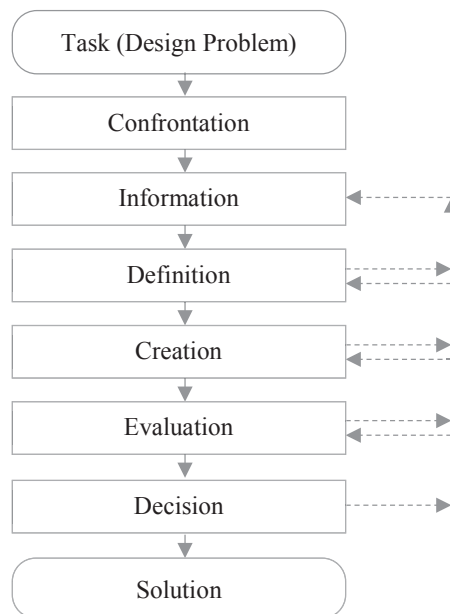 Task (Design Problem)
Confrontation
Information
Definition
Creation
Evaluation
Decision
Solution